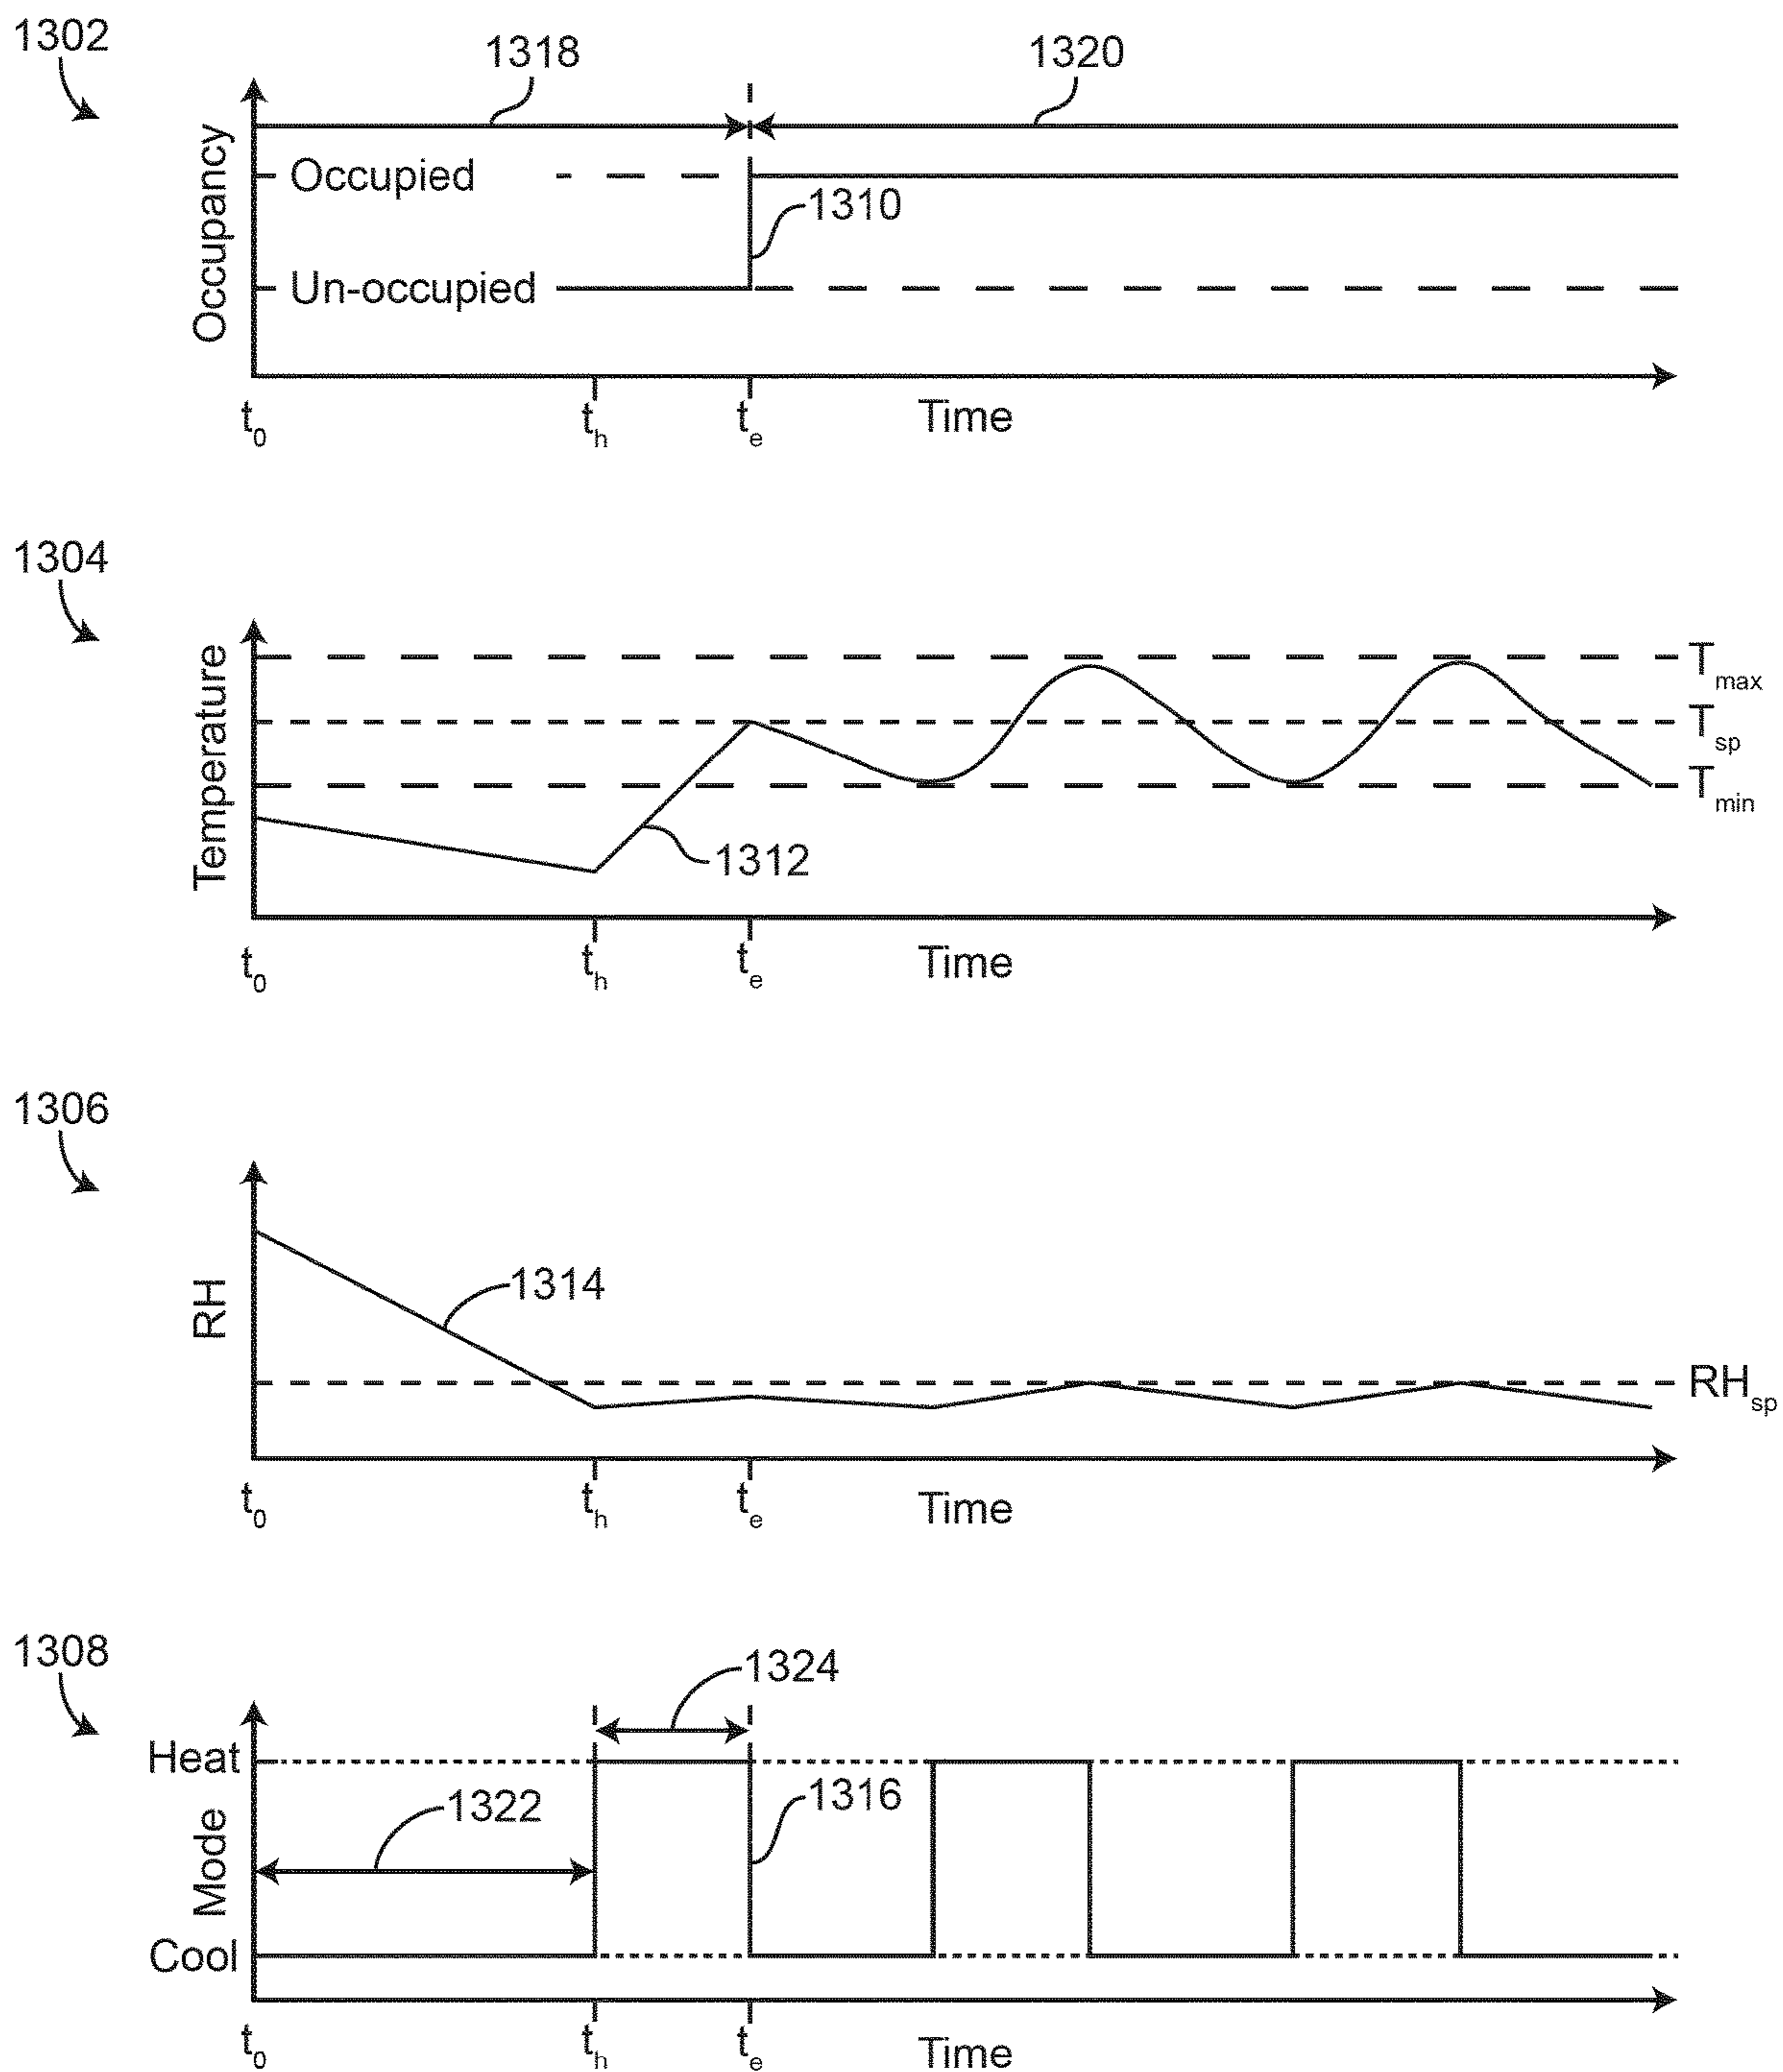 1302
1318
1320
Occupancy
Occupied
1310
Un-occupied
t0
th
te
Time
1304
Temperature
Tmax
Tsp
Tmin
1312
t0
th
te
Time
1306
RH
1314
RHsp
t0
th
te
Time
1308
1324
Heat
Mode
1322
1316
Cool
t0
th
te
Time